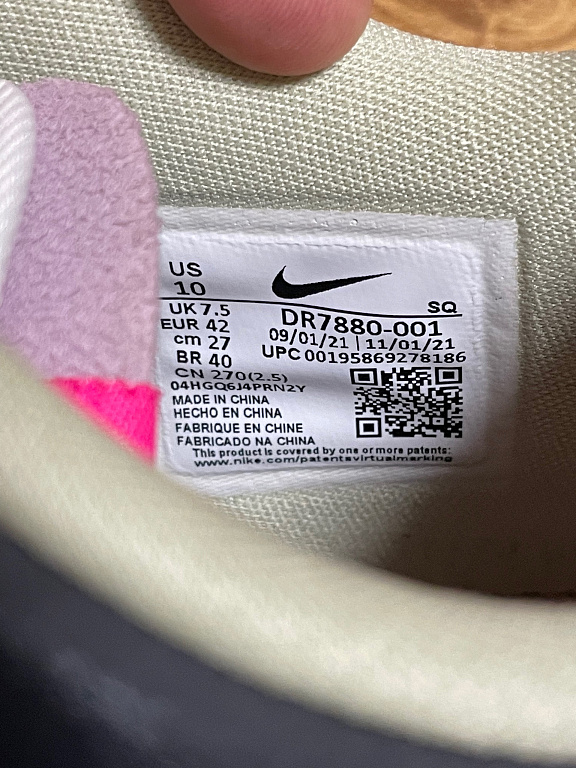 US
10
UK 7.5
EUR 42
cm 27
BR 40
CN 270(2.5)
SQ
DR7880-001
09/01/21 | 11/01/21
UPC 00195869278186
04HGQ6J4PRN2Y
MADE IN CHINA
HECHO EN CHINA
FABRIQUE EN CHINE
FABRICADO NA CHINA
This product is covered by one or more patents:
www.nike.com/patentsvirtualmarking